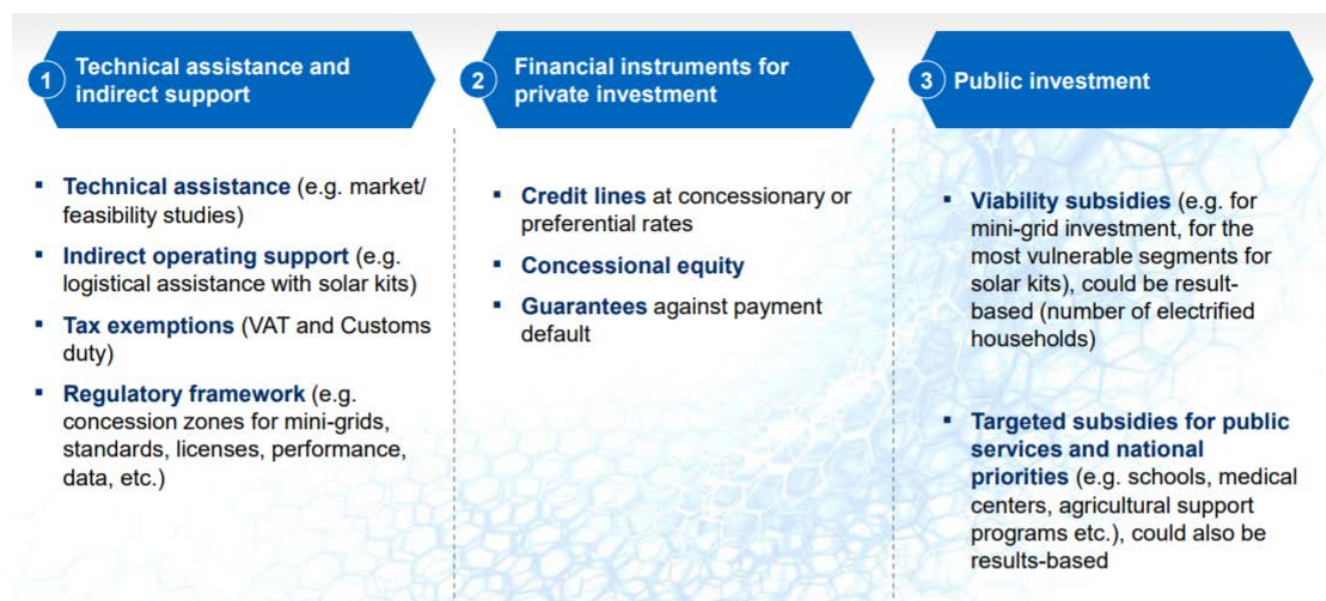 1
Technical assistance and
indirect support
▪ Technical assistance (e.g. market/
feasibility studies)
▪ Indirect operating support (e.g.
logistical assistance with solar kits)
▪ Tax exemptions (VAT and Customs
duty)
▪ Regulatory framework (e.g.
concession zones for mini-grids,
standards, licenses, performance,
data, etc.)
2
Financial instruments for
private investment
▪ Credit lines at concessionary or
preferential rates
▪ Concessional equity
▪ Guarantees against payment
default
3
Public investment
▪ Viability subsidies (e.g. for
mini-grid investment, for the
most vulnerable segments for
solar kits), could be result-
based (number of electrified
households)
▪ Targeted subsidies for public
services and national
priorities (e.g. schools, medical
centers, agricultural support
programs etc.), could also be
results-based